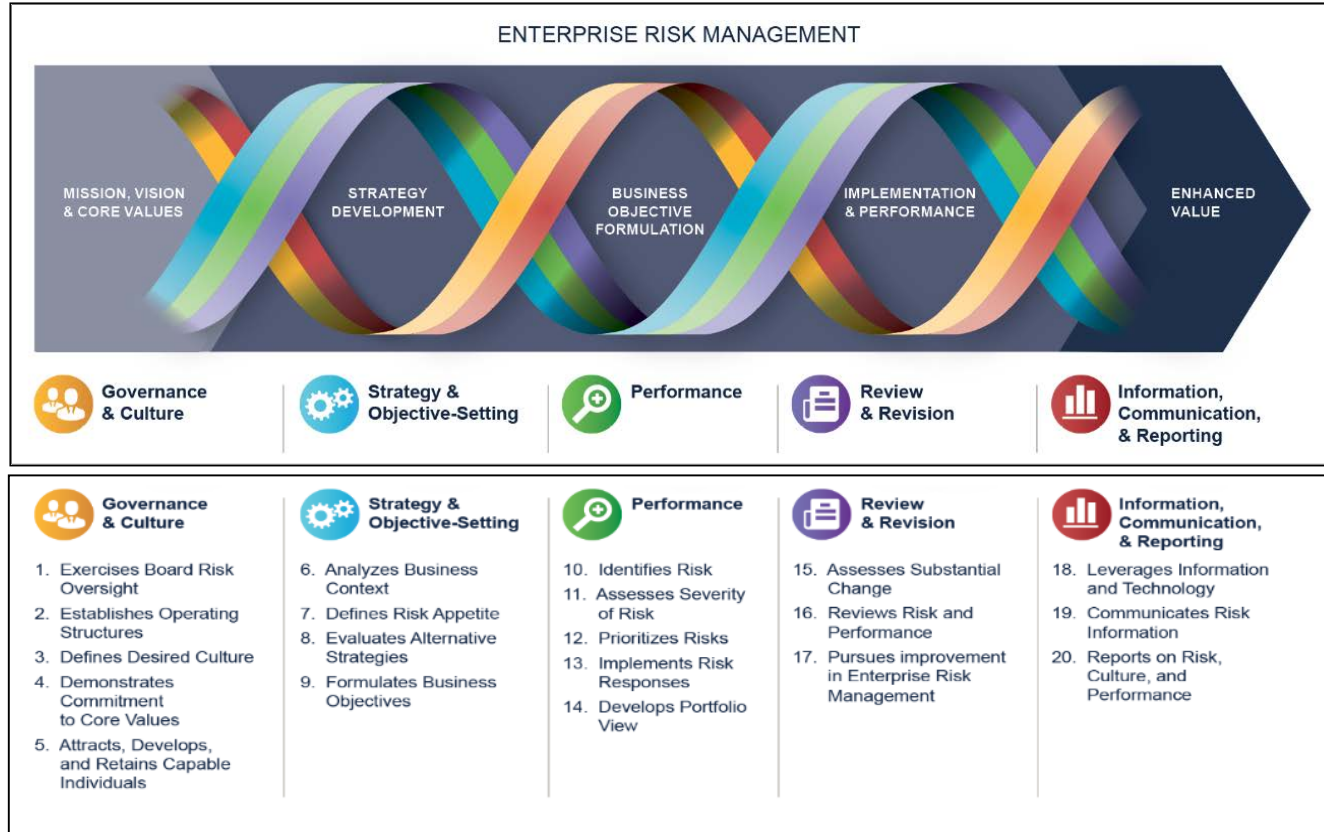 ENTERPRISE RISK MANAGEMENT
MISSION, VISION
& CORE VALUES
STRATEGY
DEVELOPMENT
BUSINESS
OBJECTIVE
FORMULATION
IMPLEMENTATION
& PERFORMANCE
ENHANCED
VALUE
Governance
& Culture
Strategy &
Objective-Setting
Performance
Review
& Revision
Information,
Communication,
& Reporting
Governance
& Culture
1. Exercises Board Risk
Oversight
2. Establishes Operating
Structures
3. Defines Desired Culture
4. Demonstrates
Commitment
to Core Values
5. Attracts, Develops,
and Retains Capable
Individuals
Strategy &
Objective-Setting
6. Analyzes Business
Context
7. Defines Risk Appetite
8. Evaluates Alternative
Strategies
9. Formulates Business
Objectives
Performance
10. Identifies Risk
11. Assesses Severity
of Risk
12. Prioritizes Risks
13. Implements Risk
Responses
14. Develops Portfolio
View
Review
& Revision
15. Assesses Substantial
Change
16. Reviews Risk and
Performance
17. Pursues improvement
in Enterprise Risk
Management
Information,
Communication,
& Reporting
18. Leverages Information
and Technology
19. Communicates Risk
Information
20. Reports on Risk,
Culture, and
Performance